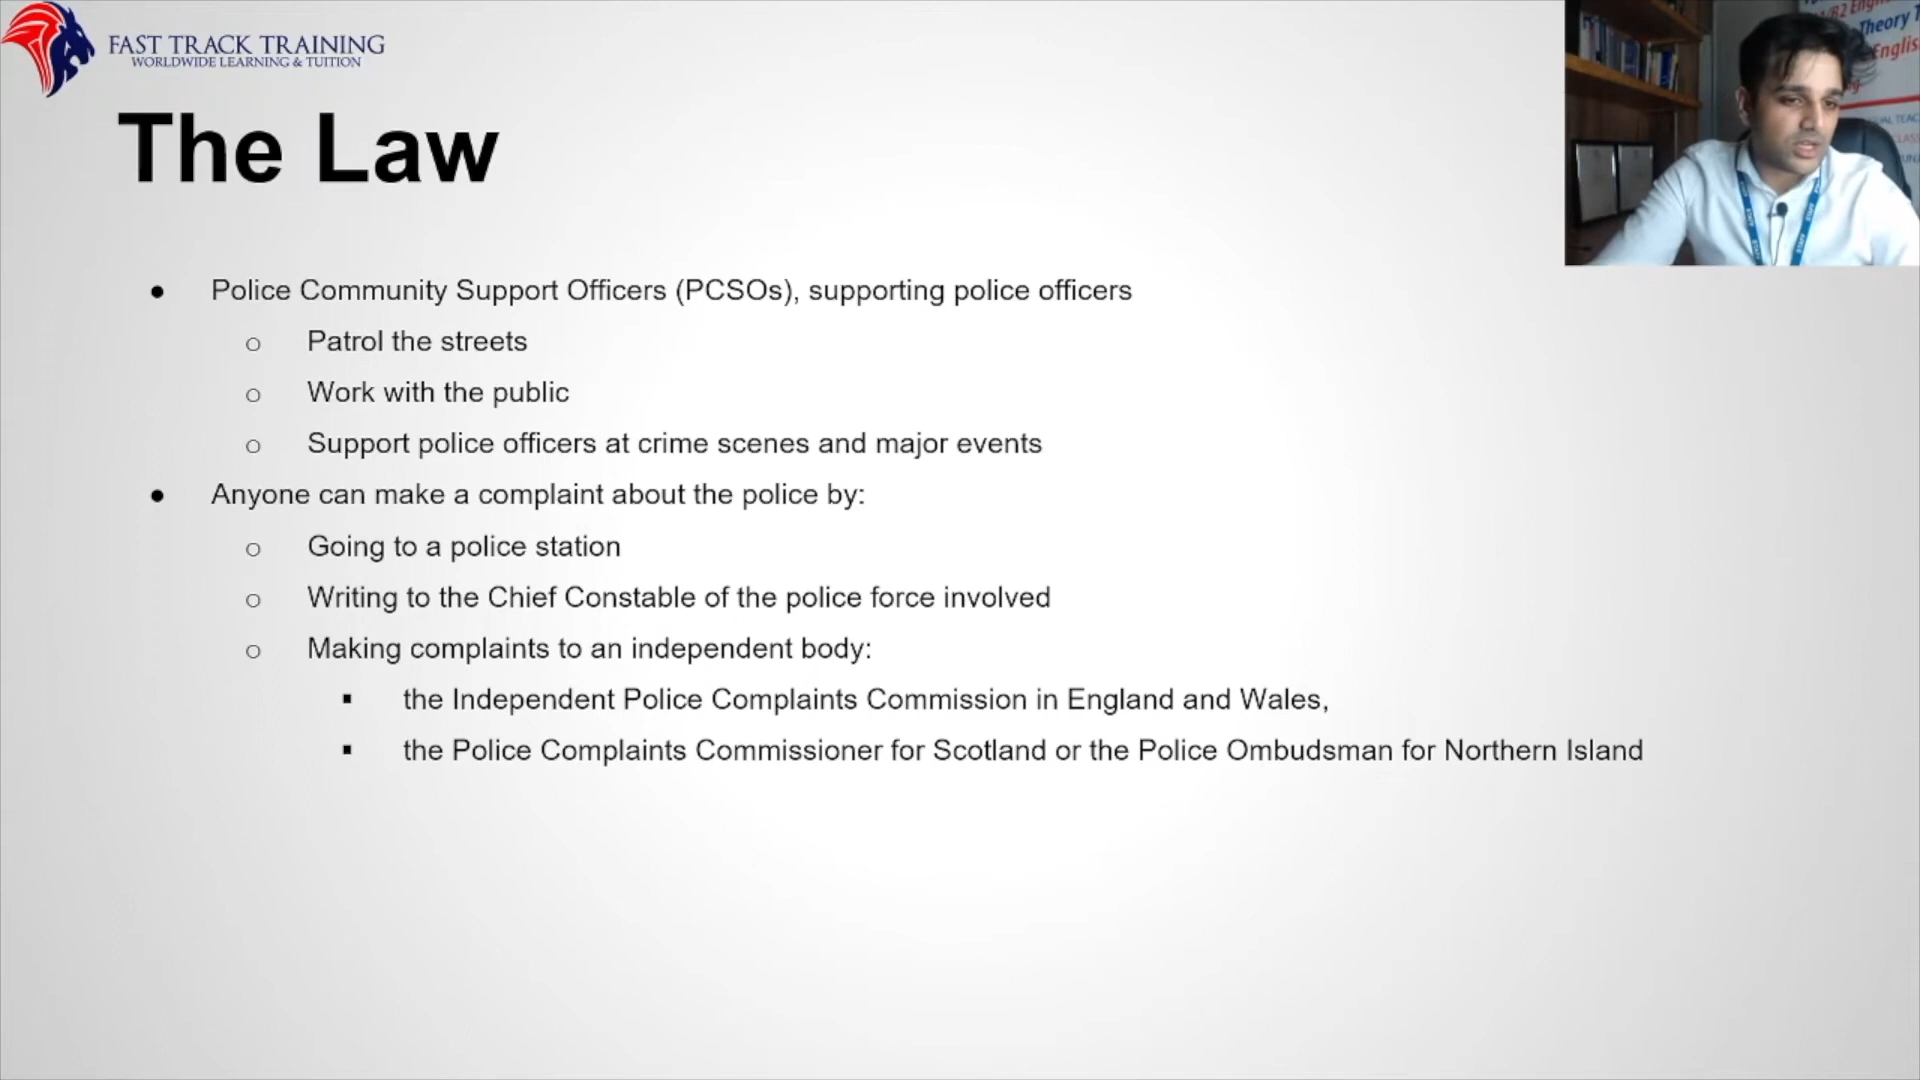 FAST TRACK TRAINING
WORLDWIDE LEARNING & TUITION
The Law
● Police Community Support Officers (PCSOs), supporting police officers
o Patrol the streets
o Work with the public
o Support police officers at crime scenes and major events
● Anyone can make a complaint about the police by:
o Going to a police station
o Writing to the Chief Constable of the police force involved
o Making complaints to an independent body:
▪ the Independent Police Complaints Commission in England and Wales,
▪ the Police Complaints Commissioner for Scotland or the Police Ombudsman for Northern Island
Theory
English
STAFF